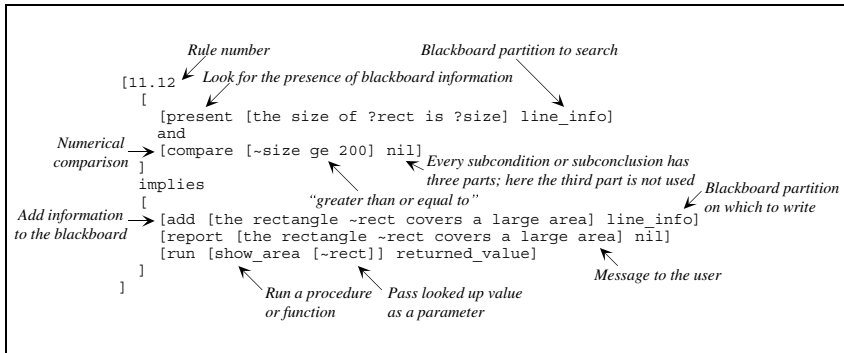 Rule number
Blackboard partition to search
[11.12
Look for the presence of blackboard information
[
[present [the size of ?rect is ?size] line_info]
and
Numerical
comparison
[compare [~size ge 200] nil]
Every subcondition or subconclusion has
three parts; here the third part is not used
]
implies
“greater than or equal to”
Blackboard partition
on which to write
[
Add information
to the blackboard
[add [the rectangle ~rect covers a large area] line_info]
[report [the rectangle ~rect covers a large area] nil]
[run [show_area [~rect]] returned_value]
Message to the user
]
]
Run a procedure
or function
Pass looked up value
as a parameter